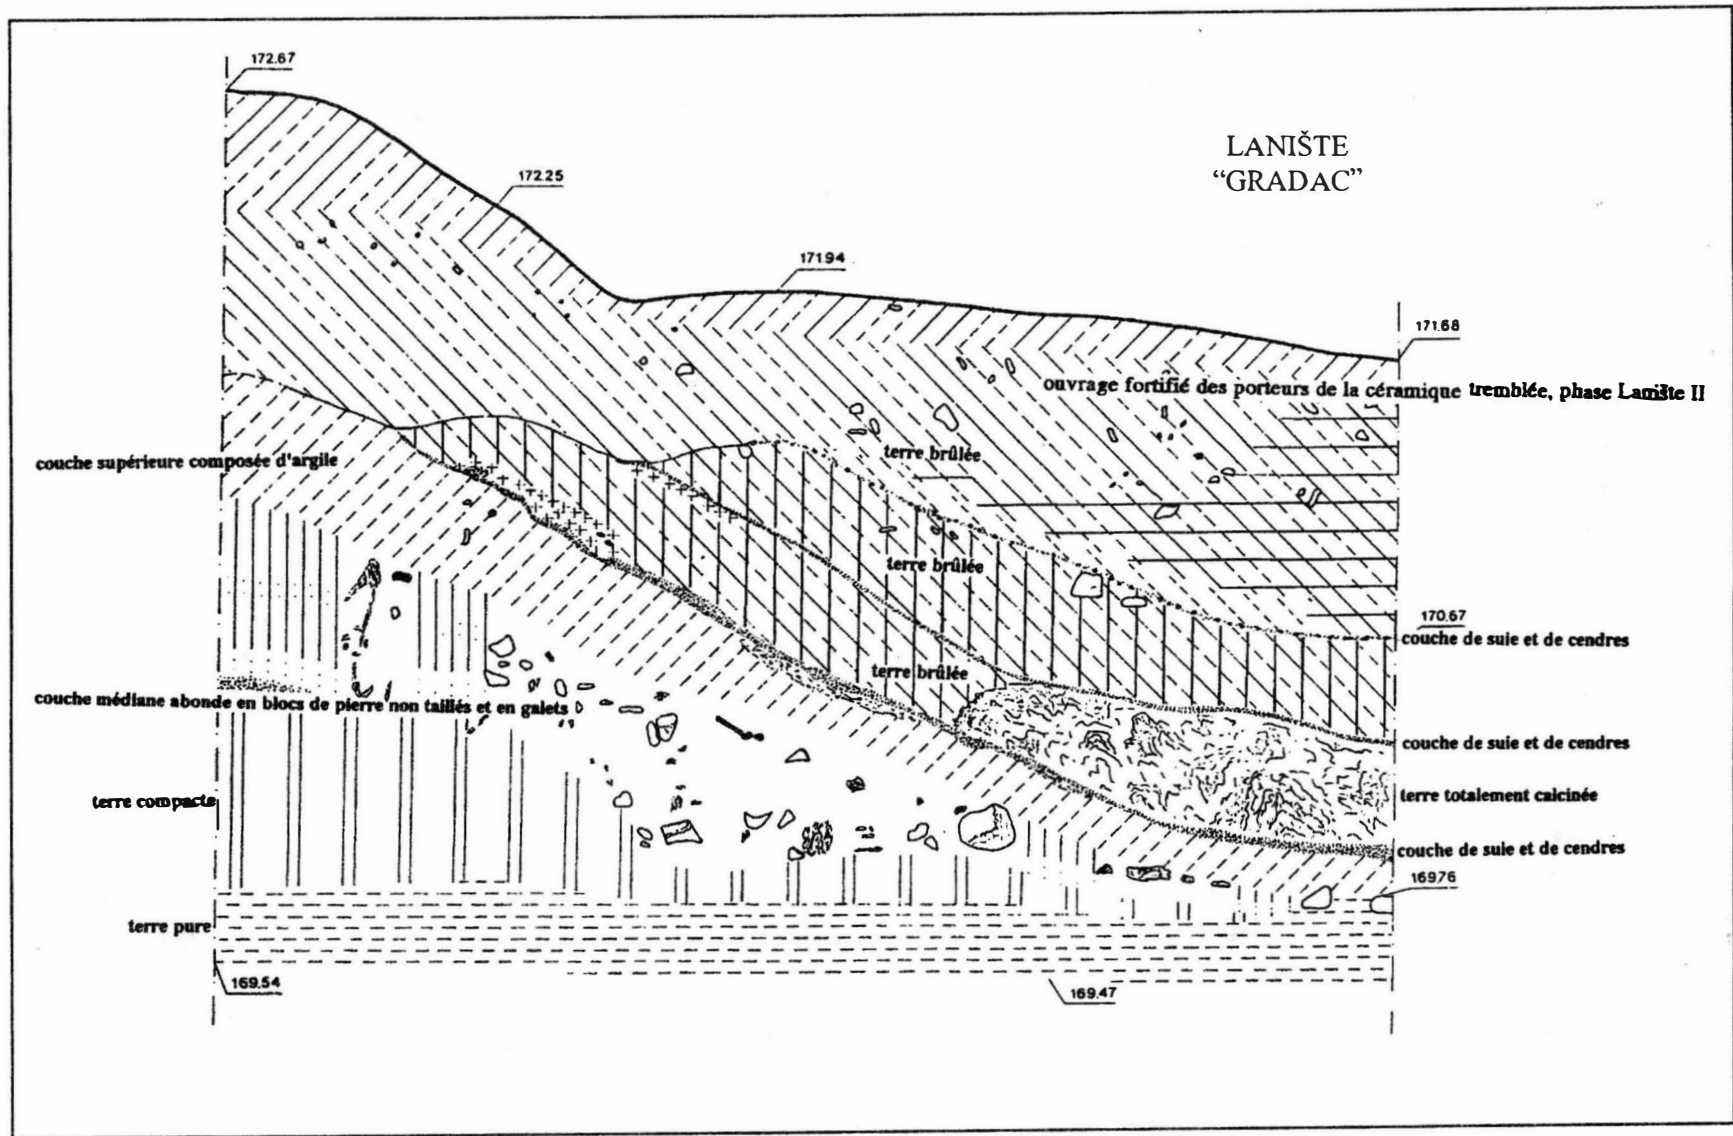 172.67
LANIŠTE
“GRADAC”
172.25
171.94
171.68
ouvrage fortifié des porteurs de la céramique tremblée, phase Lanište II
terre brûlée
couche supérieure composée d'argile
terre brûlée
170.67
couche de suie et de cendres
terre brûlée
couche médiane abonde en blocs de pierre non taillés et en galets
couche de suie et de cendres
terre compacte
terre totalement calcinée
couche de suie et de cendres
169.76
terre pure
169.54
169.47